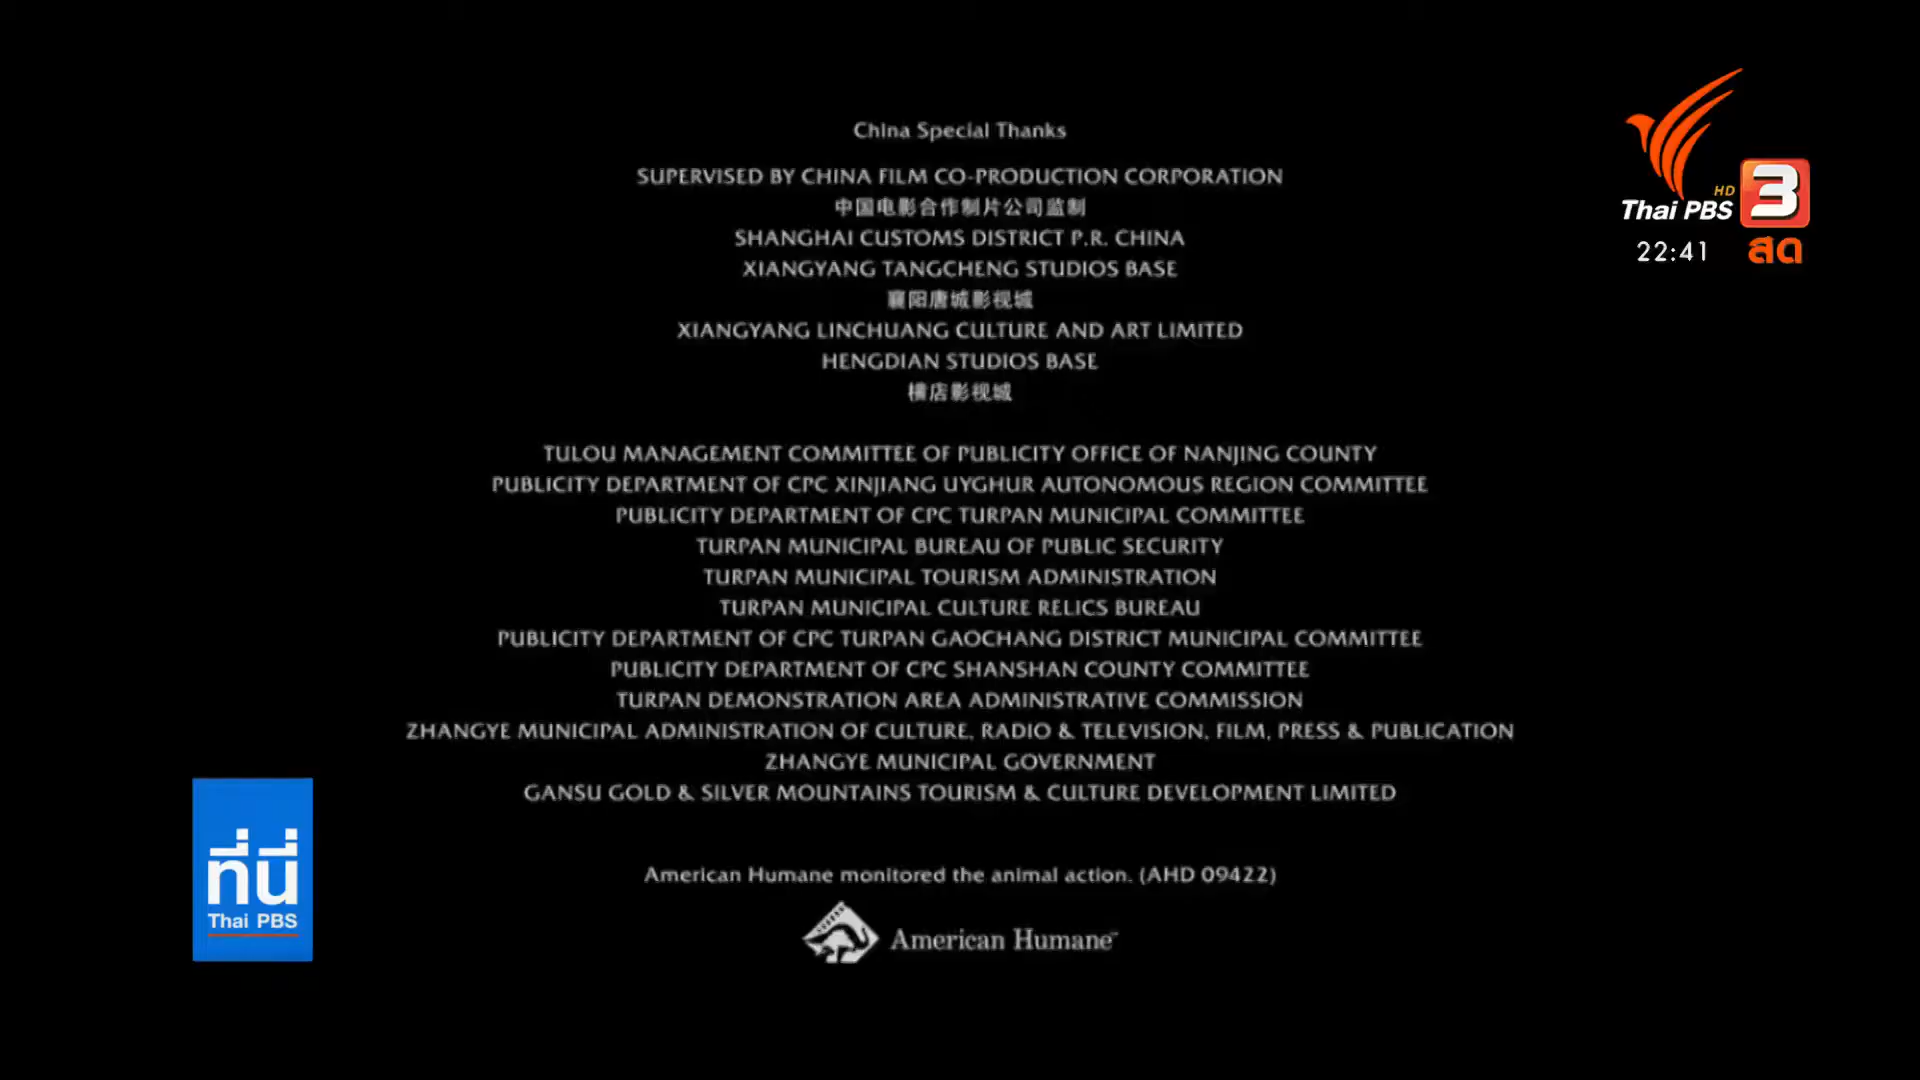 China Special Thanks
SUPERVISED BY CHINA FILM CO-PRODUCTION CORPORATION
中国电影合作制片公司监制
SHANGHAI CUSTOMS DISTRICT P.R. CHINA
XIANGYANG TANGCHENG STUDIOS BASE
襄阳唐城影视城
XIANGYANG LINCHUANG CULTURE AND ART LIMITED
HENGDIAN STUDIOS BASE
横店影视城
TULOU MANAGEMENT COMMITTEE OF PUBLICITY OFFICE OF NANJING COUNTY
PUBLICITY DEPARTMENT OF CPC XINJIANG UYGHUR AUTONOMOUS REGION COMMITTEE
PUBLICITY DEPARTMENT OF CPC TURPAN MUNICIPAL COMMITTEE
TURPAN MUNICIPAL BUREAU OF PUBLIC SECURITY
TURPAN MUNICIPAL TOURISM ADMINISTRATION
TURPAN MUNICIPAL CULTURE RELICS BUREAU
PUBLICITY DEPARTMENT OF CPC TURPAN GAOCHANG DISTRICT MUNICIPAL COMMITTEE
PUBLICITY DEPARTMENT OF CPC SHANSHAN COUNTY COMMITTEE
TURPAN DEMONSTRATION AREA ADMINISTRATIVE COMMISSION
ZHANGYE MUNICIPAL ADMINISTRATION OF CULTURE, RADIO & TELEVISION, FILM, PRESS & PUBLICATION
ZHANGYE MUNICIPAL GOVERNMENT
GANSU GOLD & SILVER MOUNTAINS TOURISM & CULTURE DEVELOPMENT LIMITED
American Humane monitored the animal action. (AHD 09422)
American Humane™
HD
Thai PBS 3
22:41 สด
ที่นี่
Thai PBS